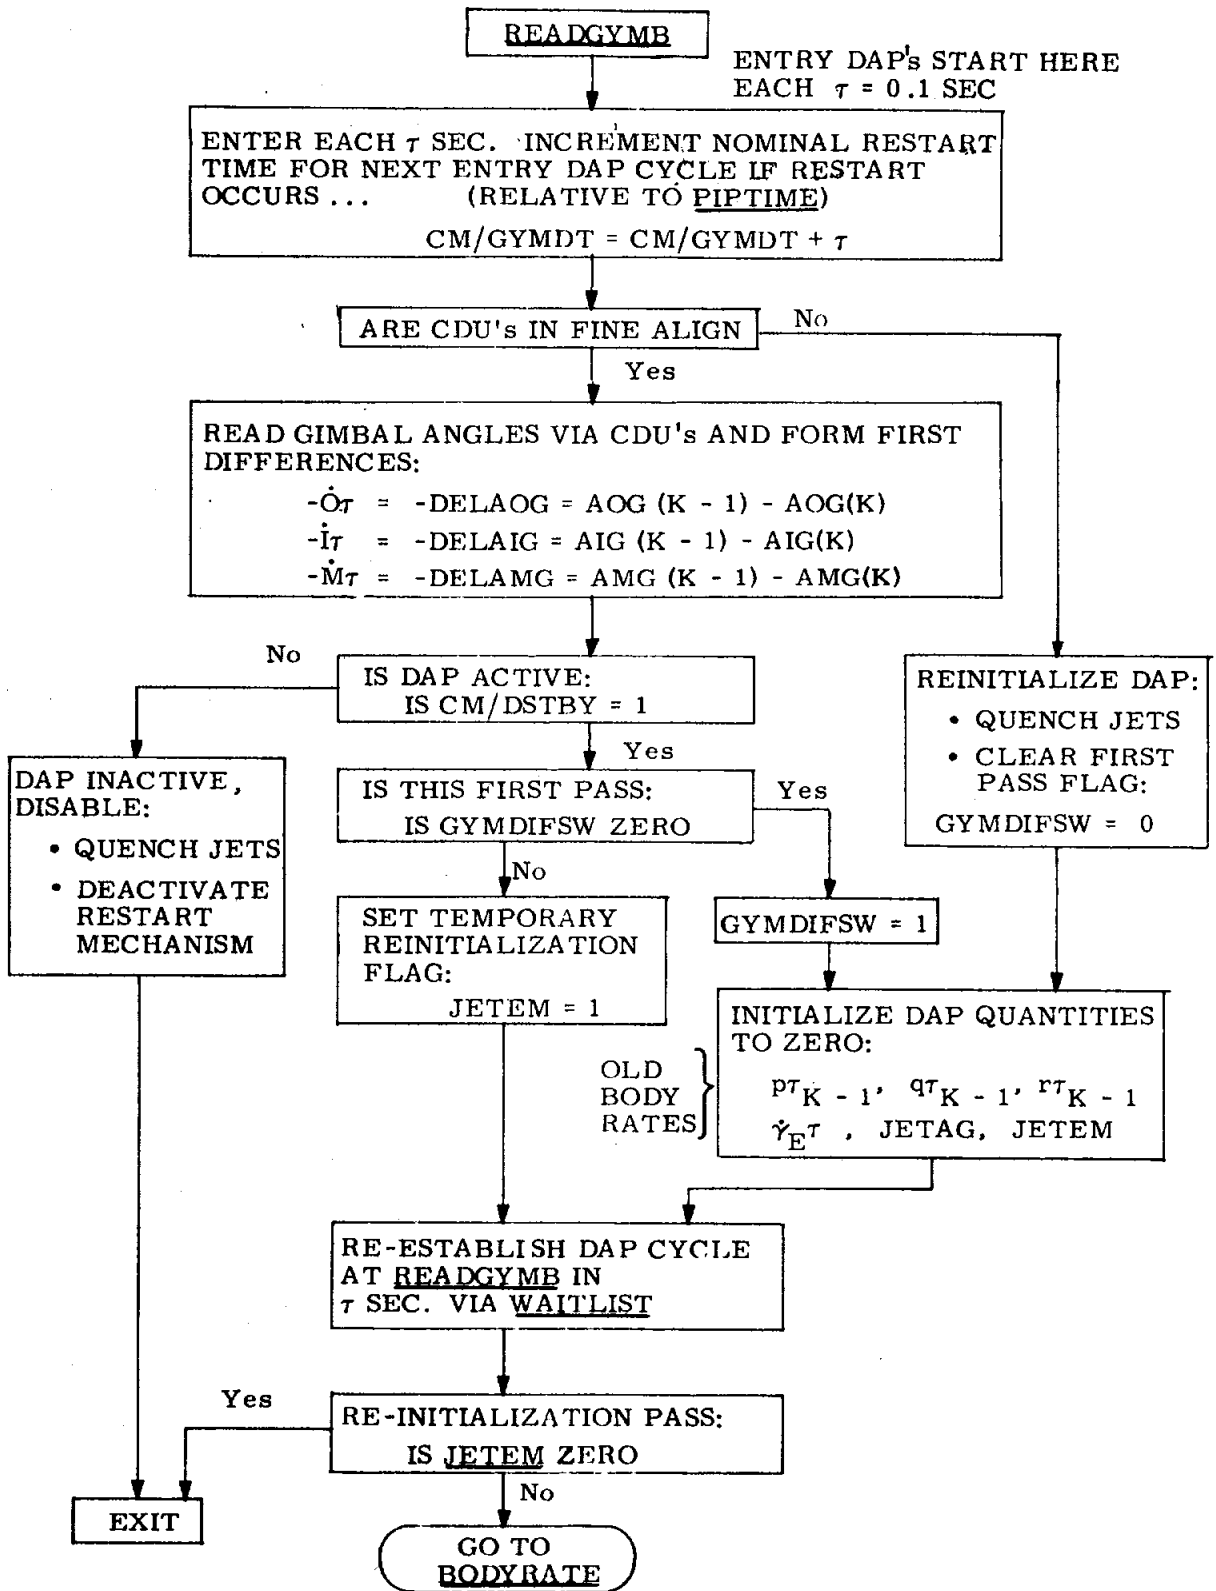 READGYMB
ENTRY DAP's START HERE
EACH τ = 0.1 SEC
ENTER EACH τ SEC. INCREMENT NOMINAL RESTART
TIME FOR NEXT ENTRY DAP CYCLE IF RESTART
OCCURS ... (RELATIVE TO PIPTIME)
CM/GYMDT = CM/GYMDT + τ
ARE CDU's IN FINE ALIGN
No
Yes
READ GIMBAL ANGLES VIA CDU's AND FORM FIRST
DIFFERENCES:
-Ȯτ = -DELAOG = AOG (K - 1) - AOG(K)
-İτ = -DELAIG = AIG (K - 1) - AIG(K)
-Ṁτ = -DELAMG = AMG (K - 1) - AMG(K)
No
IS DAP ACTIVE:
IS CM/DSTBY = 1
Yes
REINITIALIZE DAP:
• QUENCH JETS
• CLEAR FIRST
PASS FLAG:
GYMDIFSW = 0
DAP INACTIVE,
DISABLE:
• QUENCH JETS
• DEACTIVATE
RESTART
MECHANISM
IS THIS FIRST PASS:
IS GYMDIFSW ZERO
Yes
No
SET TEMPORARY
REINITIALIZATION
FLAG:
JETEM = 1
GYMDIFSW = 1
INITIALIZE DAP QUANTITIES
TO ZERO:
OLD
BODY
RATES
pτK - 1, qτK - 1, rτK - 1
γ̇Eτ , JETAG, JETEM
RE-ESTABLISH DAP CYCLE
AT READGYMB IN
τ SEC. VIA WAITLIST
Yes
RE-INITIALIZATION PASS:
IS JETEM ZERO
No
EXIT
GO TO
BODYRATE